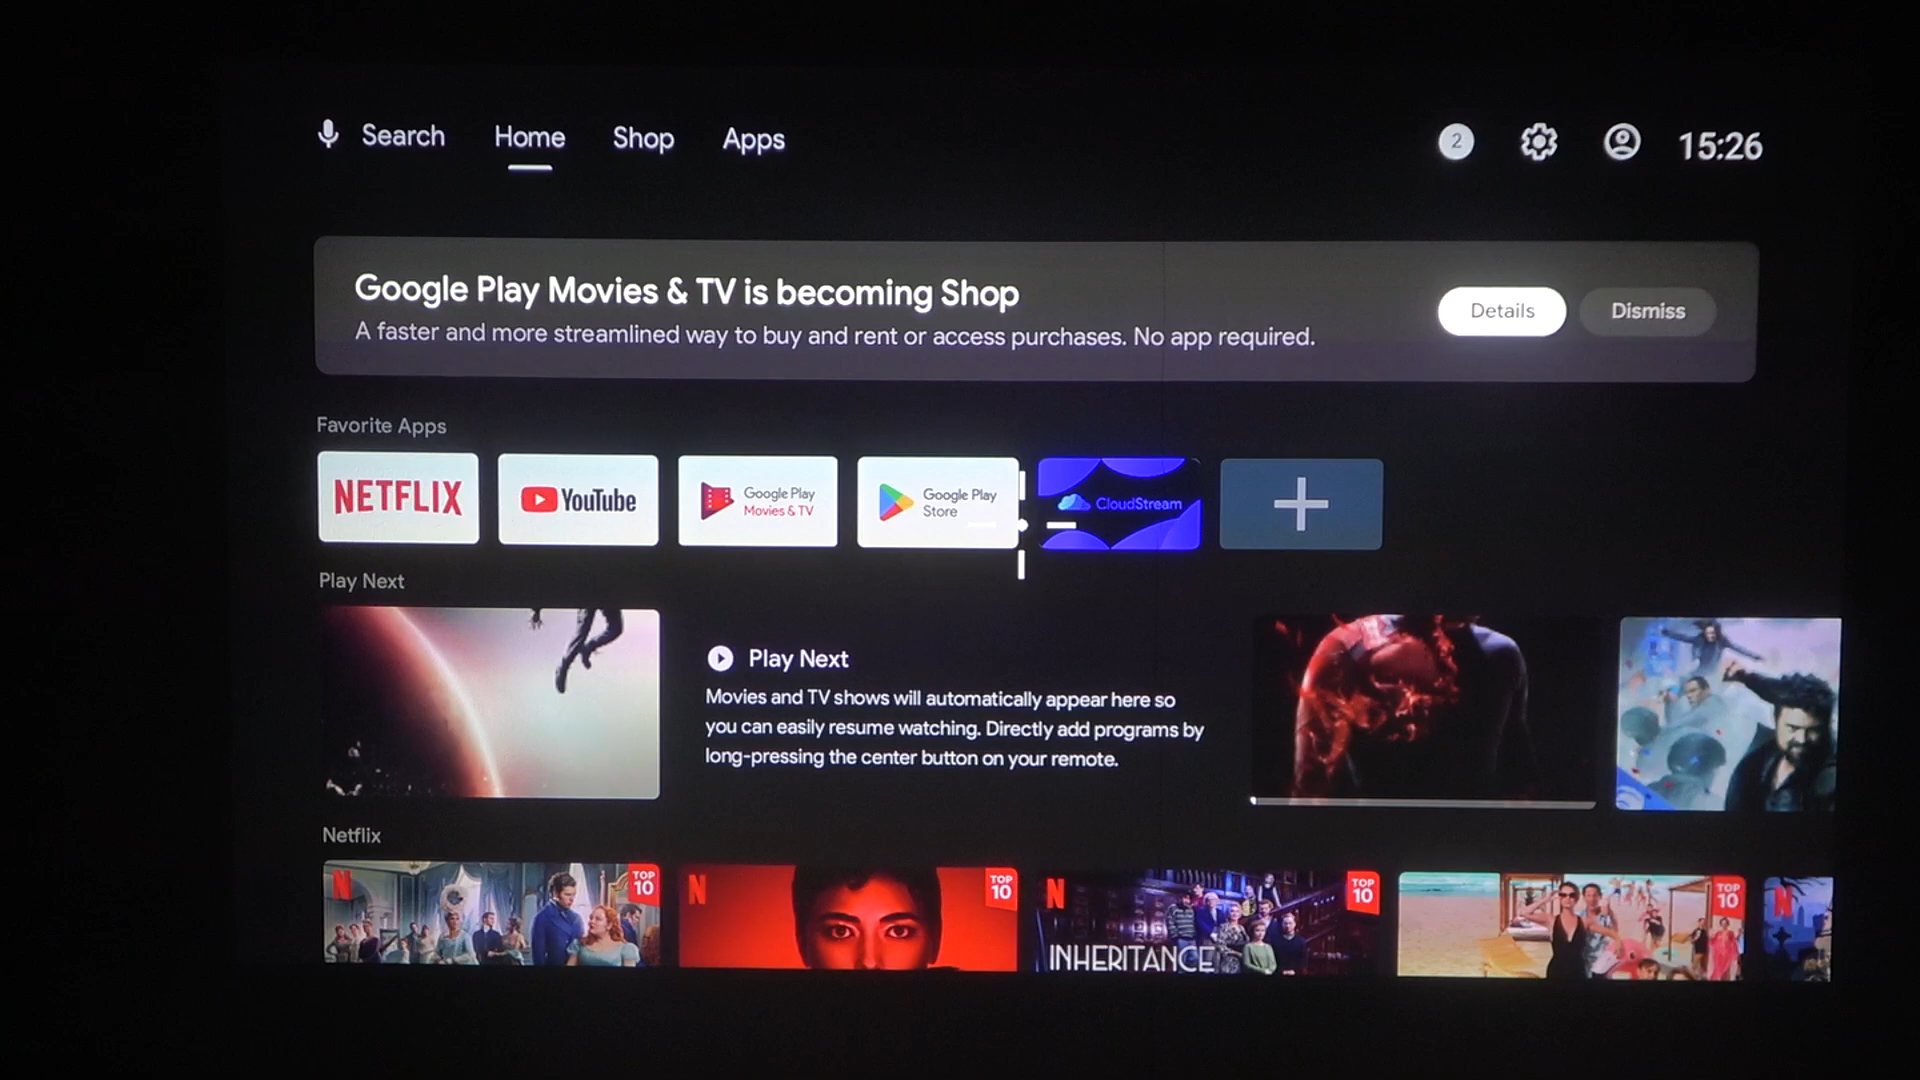 Search
Home
Shop
Apps
2
15:26
Google Play Movies & TV is becoming Shop
A faster and more streamlined way to buy and rent or access purchases. No app required.
Details
Dismiss
Favorite Apps
NETFLIX
YouTube
Google Play
Movies & TV
Google Play
Store
CloudStream
Play Next
Play Next
Movies and TV shows will automatically appear here so
you can easily resume watching. Directly add programs by
long-pressing the center button on your remote.
Netflix
N
TOP
10
N
TOP
10
N
TOP
10
INHERITANCE
TOP
10
N